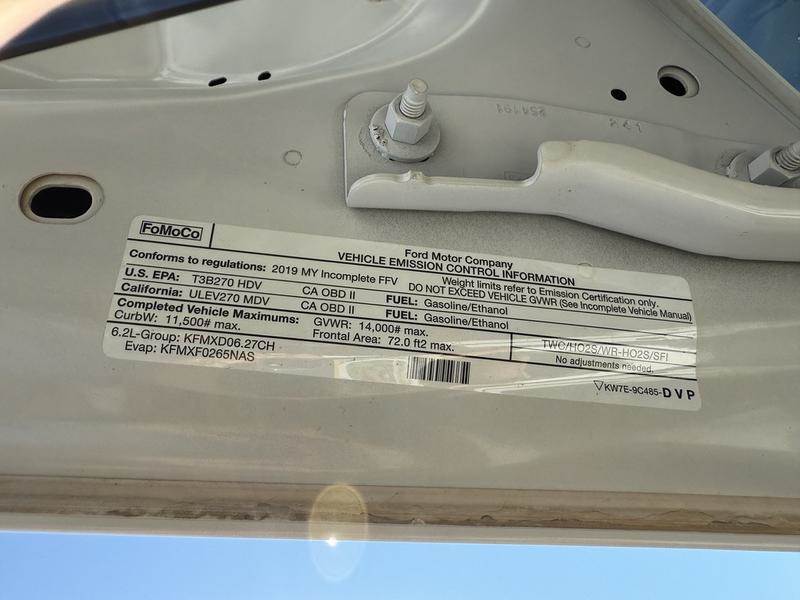 254191
FoMoCo
Ford Motor Company
VEHICLE EMISSION CONTROL INFORMATION
Conforms to regulations: 2019 MY Incomplete FFV
Weight limits refer to Emission Certification only.
DO NOT EXCEED VEHICLE GVWR (See Incomplete Vehicle Manual)
U.S. EPA: T3B270 HDV CA OBD II FUEL: Gasoline/Ethanol
California: ULEV270 MDV CA OBD II FUEL: Gasoline/Ethanol
Completed Vehicle Maximums:
CurbW: 11,500# max. GVWR: 14,000# max.
Frontal Area: 72.0 ft2 max.
6.2L-Group: KFMXD06.27CH
Evap: KFMXF0265NAS
TWC/HO2S/WR-HO2S/SFI
No adjustments needed.
KW7E-9C485-DVP